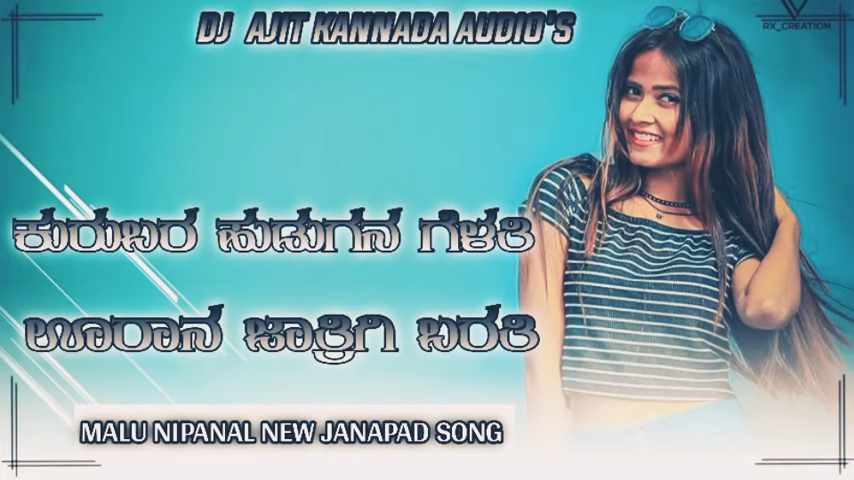 DJ AJIT KANNADA AUDIO'S
RX_CREATION
ಕುರುಬರ ಹುಡುಗನ ಗೆಳತಿ
ಊರಾನ ಜಾತ್ರಿಗಿ ಬರತಿ
MALU NIPANAL NEW JANAPAD SONG